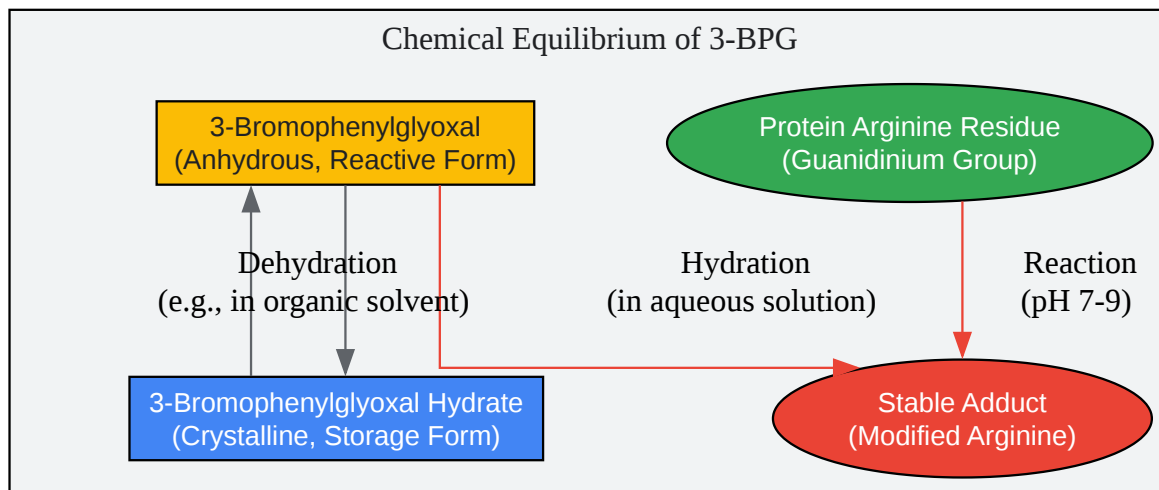 Chemical Equilibrium of 3-BPG
3-Bromophenylglyoxal
(Anhydrous, Reactive Form)
Protein Arginine Residue
(Guanidinium Group)
Dehydration
(e.g., in organic solvent)
Hydration
(in aqueous solution)
Reaction
(pH 7-9)
3-Bromophenylglyoxal Hydrate
(Crystalline, Storage Form)
Stable Adduct
(Modified Arginine)